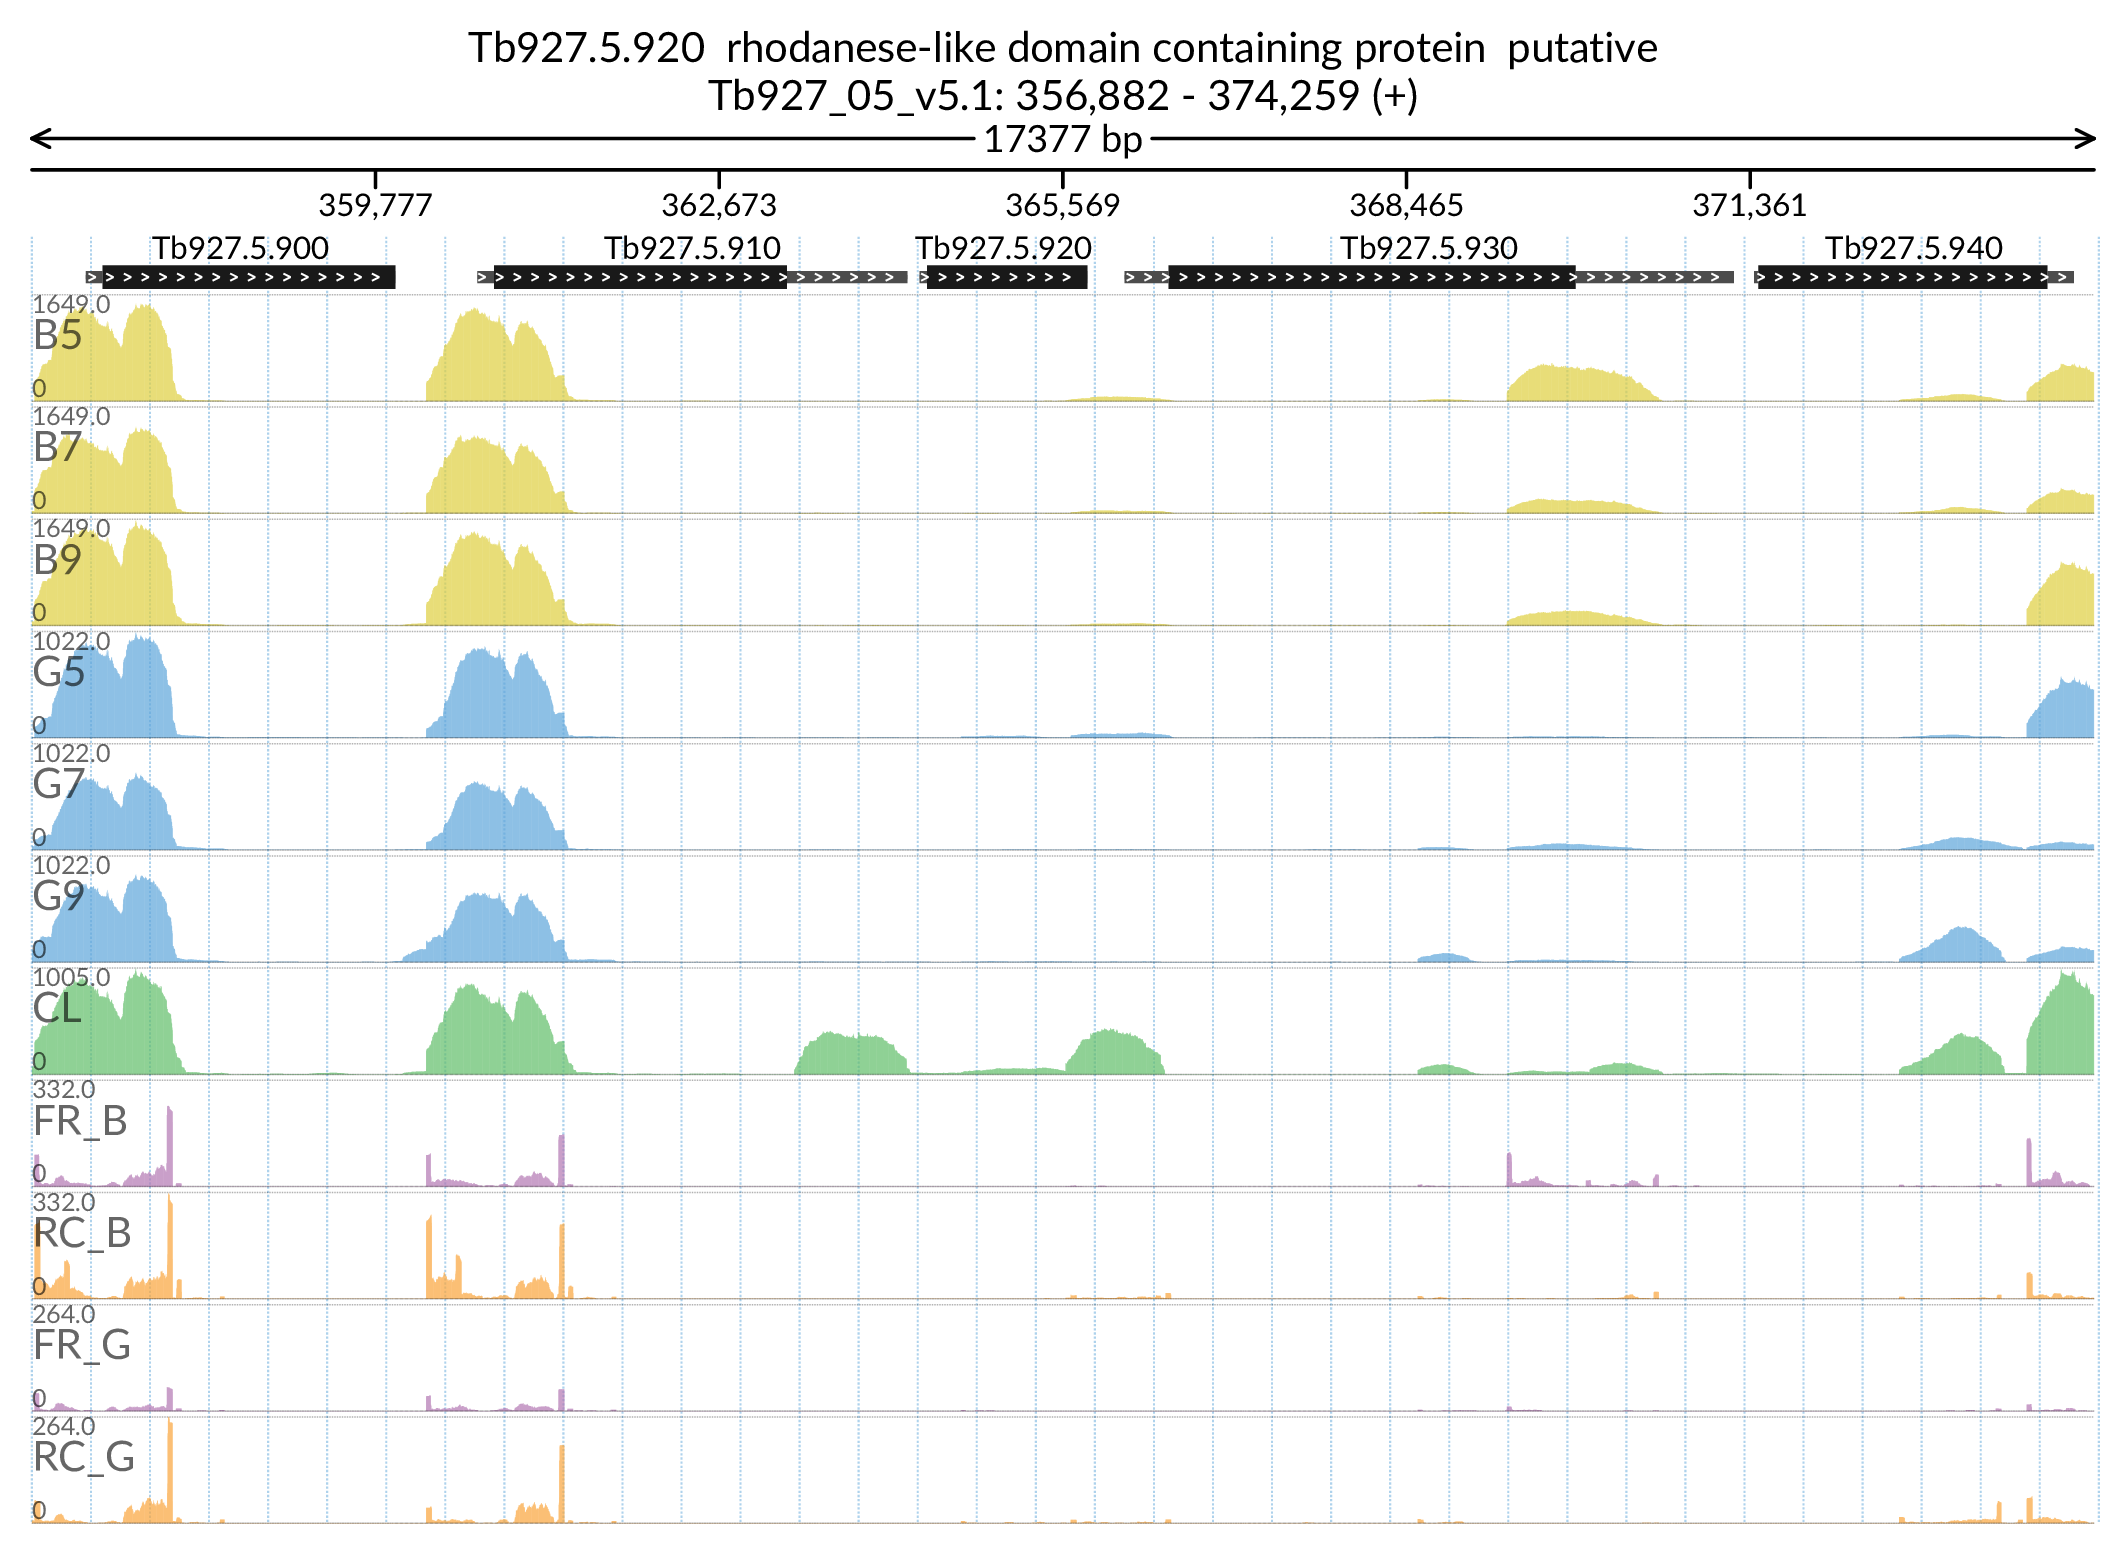 Tb927.5.920 rhodanese-like domain containing protein putative
Tb927_05_v5.1: 356,882 - 374,259 (+)
17377 bp
359,777 362,673 365,569 368,465 371,361
Tb927.5.900 Tb927.5.910 Tb927.5.920 Tb927.5.930 Tb927.5.940
1649.0
B5
0
1649.0
B7
0
1649.0
B9
0
1022.0
G5
0
1022.0
G7
0
1022.0
G9
0
1005.0
CL
0
332.0
FR_B
0
332.0
RC_B
0
264.0
FR_G
0
264.0
RC_G
0